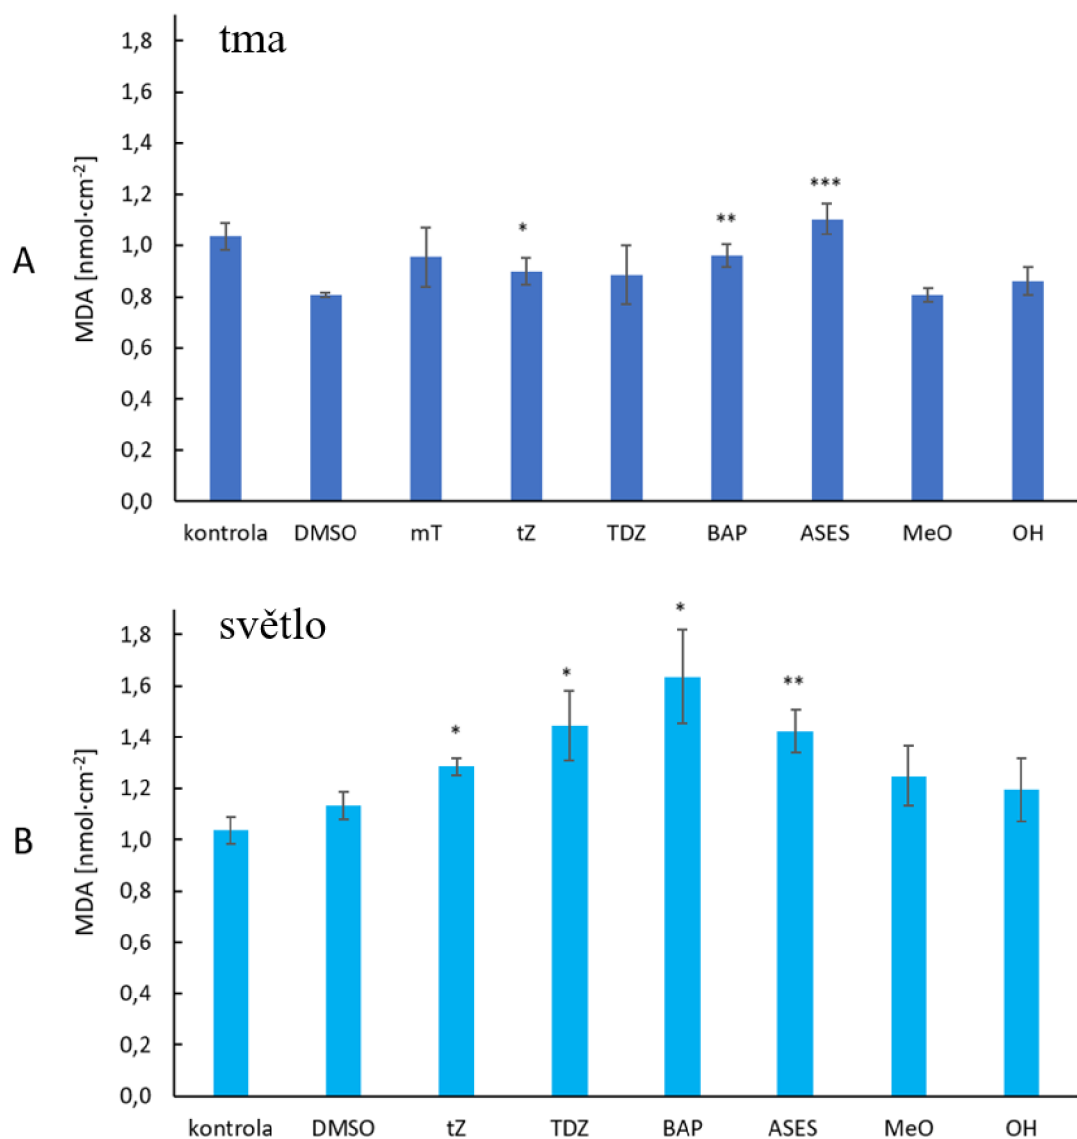 tma
A
MDA [nmol·cm⁻²]
1,8
1,6
1,4
1,2
1,0
0,8
0,6
0,4
0,2
0,0
* ** ***
kontrola DMSO mT tZ TDZ BAP ASES MeO OH
světlo
B
MDA [nmol·cm⁻²]
1,8
1,6
1,4
1,2
1,0
0,8
0,6
0,4
0,2
0,0
* * * **
kontrola DMSO tZ TDZ BAP ASES MeO OH